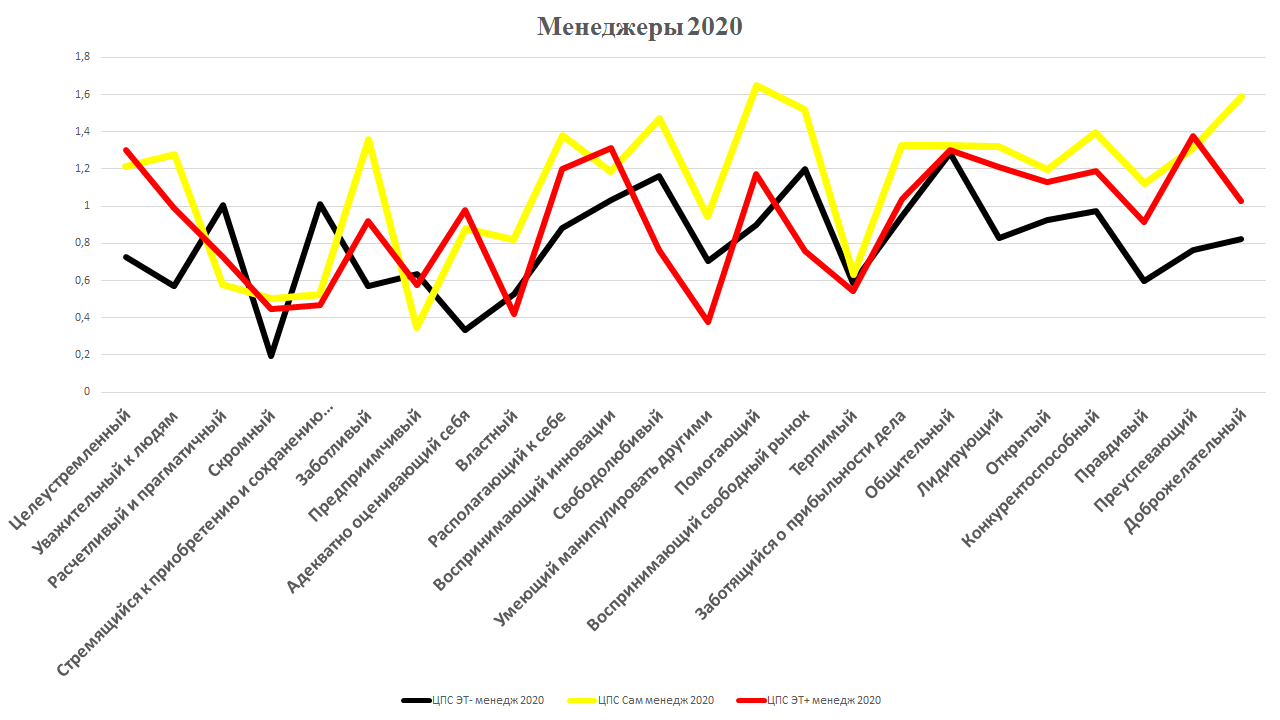 Менеджеры 2020
1,8
1,6
1,4
1,2
1
0,8
0,6
0,4
0,2
0
Целеустремленный
Уважительный к людям
Расчетливый и прагматичный
Скромный
Стремящийся к приобретению и сохранению...
Заботливый
Предприимчивый
Адекватно оценивающий себя
Властный
Располагающий к себе
Воспринимающий инновации
Свободолюбивый
Умеющий манипулировать другими
Помогающий
Воспринимающий свободный рынок
Терпимый
Заботящийся о прибыльности дела
Общительный
Лидирующий
Открытый
Конкурентоспособный
Правдивый
Преуспевающий
Доброжелательный
ЦПС ЭТ- менедж 2020
ЦПС Сам менедж 2020
ЦПС ЭТ+ менедж 2020